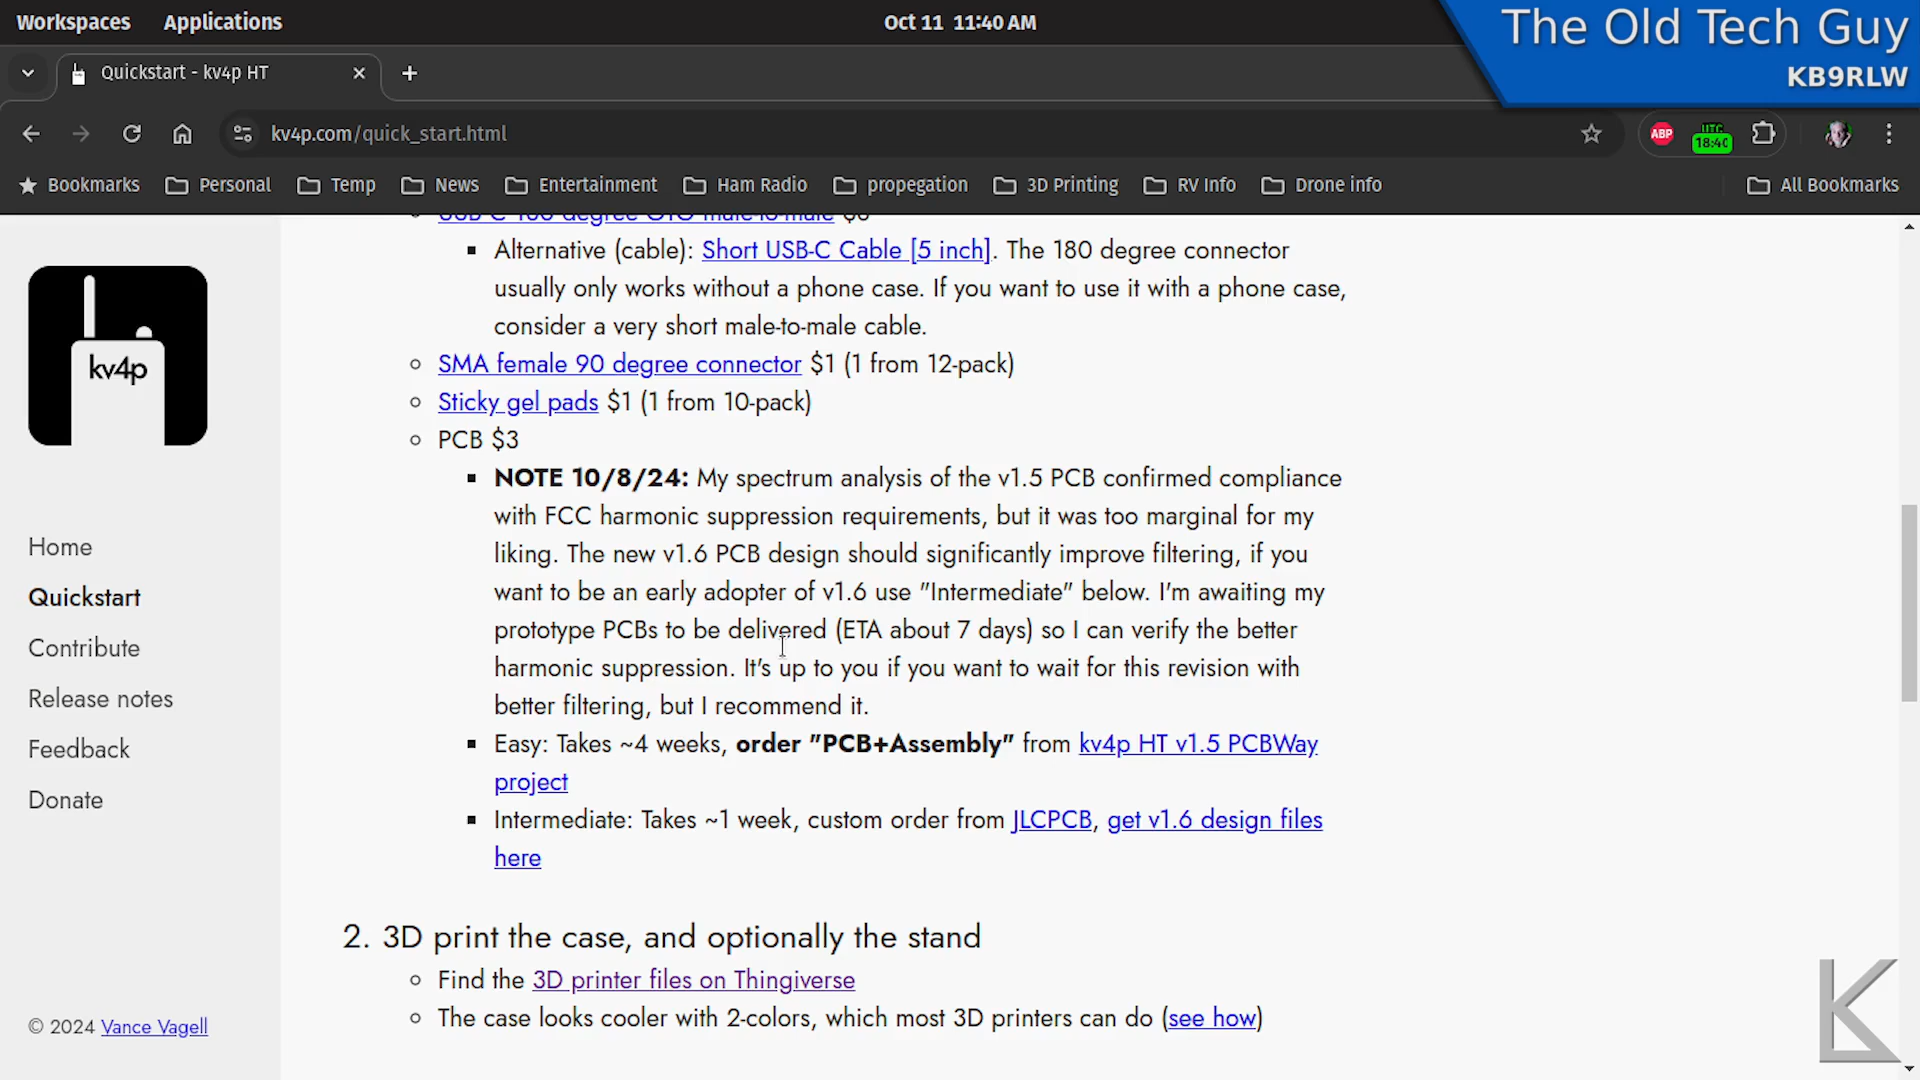 Workspaces Applications Oct 11 11:40 AM
The Old Tech Guy
KB9RLW
Quickstart - kv4p HT
kv4p.com/quick_start.html
ABP
UTC
18:40
Bookmarks Personal Temp News Entertainment Ham Radio propegation 3D Printing RV Info Drone info All Bookmarks
USB-C 180 degree OTG male-to-male $6
Alternative (cable): Short USB-C Cable [5 inch]. The 180 degree connector
usually only works without a phone case. If you want to use it with a phone case,
consider a very short male-to-male cable.
SMA female 90 degree connector $1 (1 from 12-pack)
Sticky gel pads $1 (1 from 10-pack)
PCB $3
NOTE 10/8/24: My spectrum analysis of the v1.5 PCB confirmed compliance
with FCC harmonic suppression requirements, but it was too marginal for my
liking. The new v1.6 PCB design should significantly improve filtering, if you
want to be an early adopter of v1.6 use "Intermediate" below. I'm awaiting my
prototype PCBs to be delivered (ETA about 7 days) so I can verify the better
harmonic suppression. It's up to you if you want to wait for this revision with
better filtering, but I recommend it.
Easy: Takes ~4 weeks, order "PCB+Assembly" from kv4p HT v1.5 PCBWay
project
Intermediate: Takes ~1 week, custom order from JLCPCB, get v1.6 design files
here
2. 3D print the case, and optionally the stand
Find the 3D printer files on Thingiverse
The case looks cooler with 2-colors, which most 3D printers can do (see how)
kv4p
Home
Quickstart
Contribute
Release notes
Feedback
Donate
© 2024 Vance Vagell
K